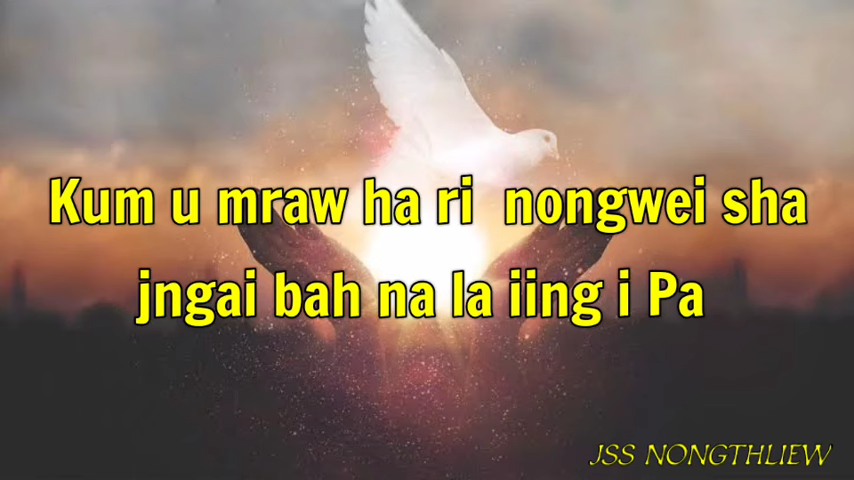 Kum u mraw ha ri nongwei sha
jngai bah na la iing i Pa
JSS NONGTHLIEW